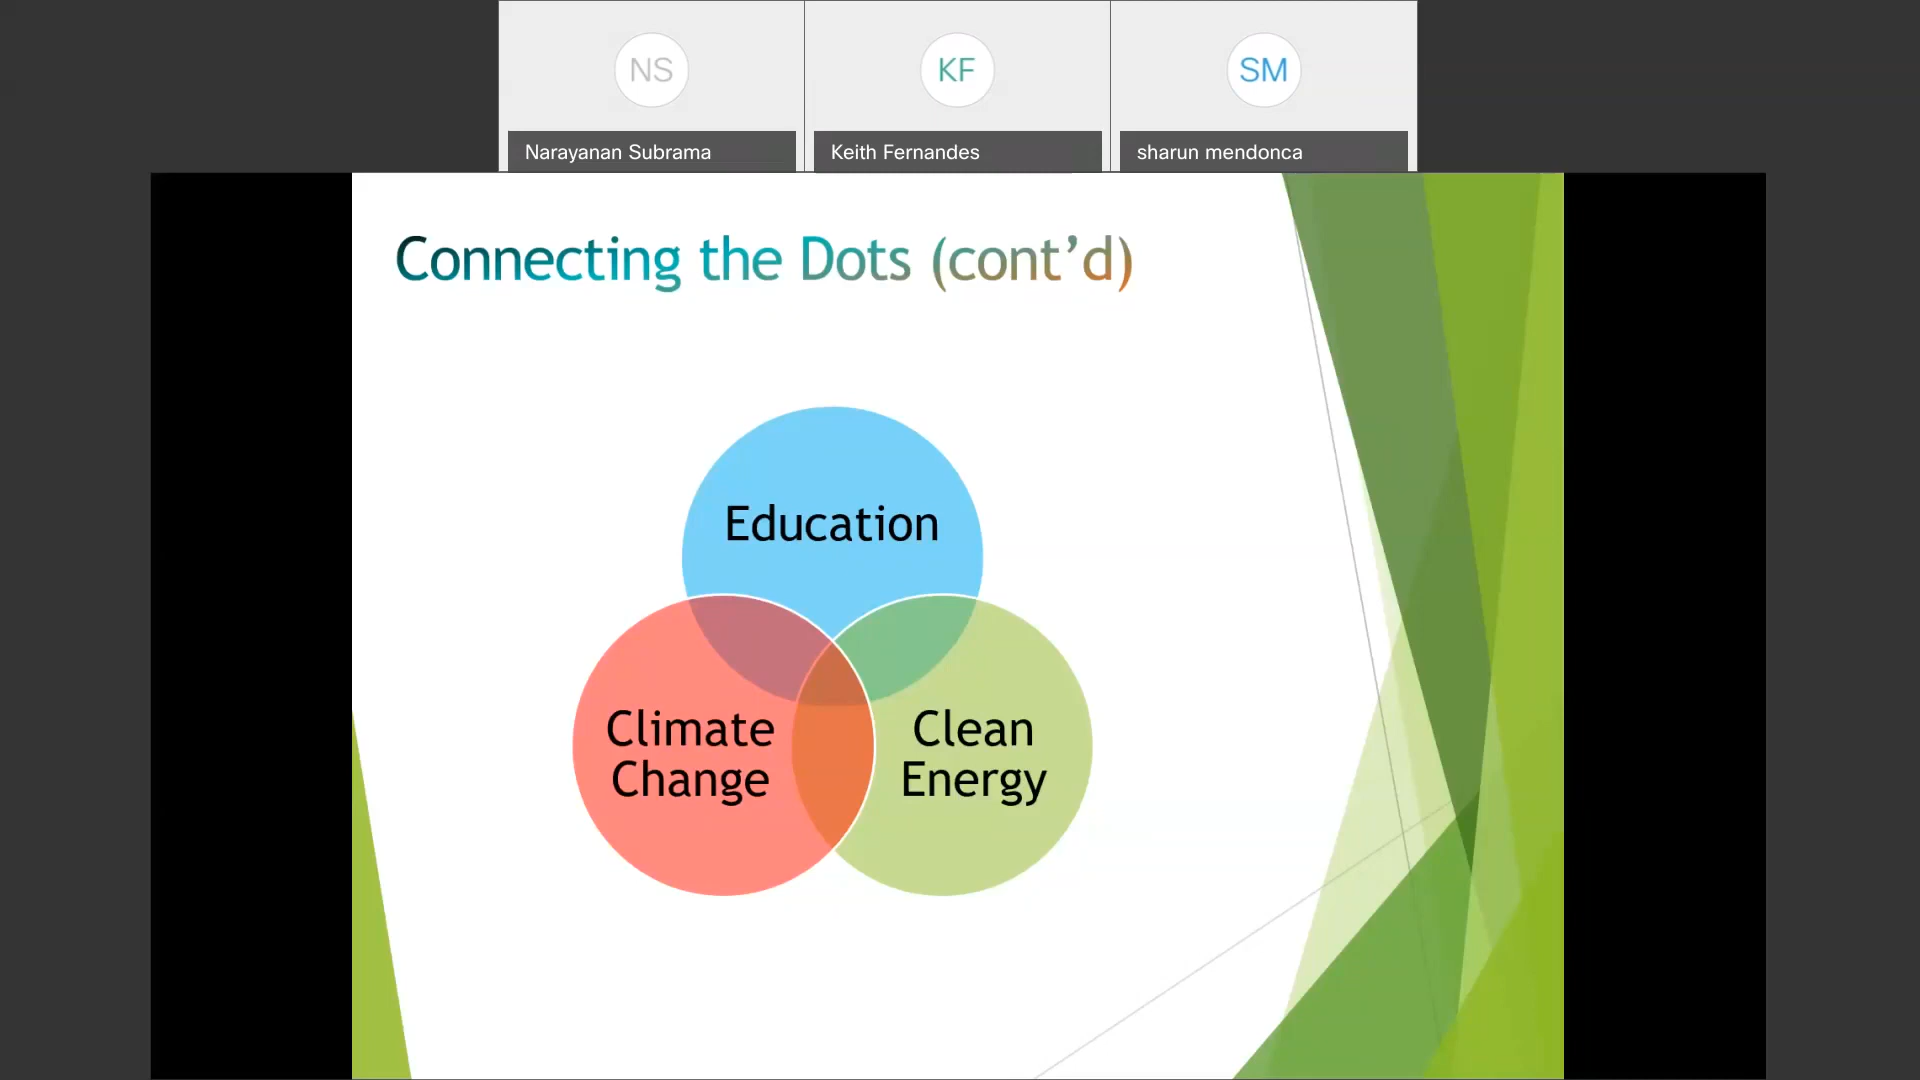 NS
KF
SM
Narayanan Subrama
Keith Fernandes
sharun mendonca
Connecting the Dots (cont’d)
Education
Climate
Change
Clean
Energy